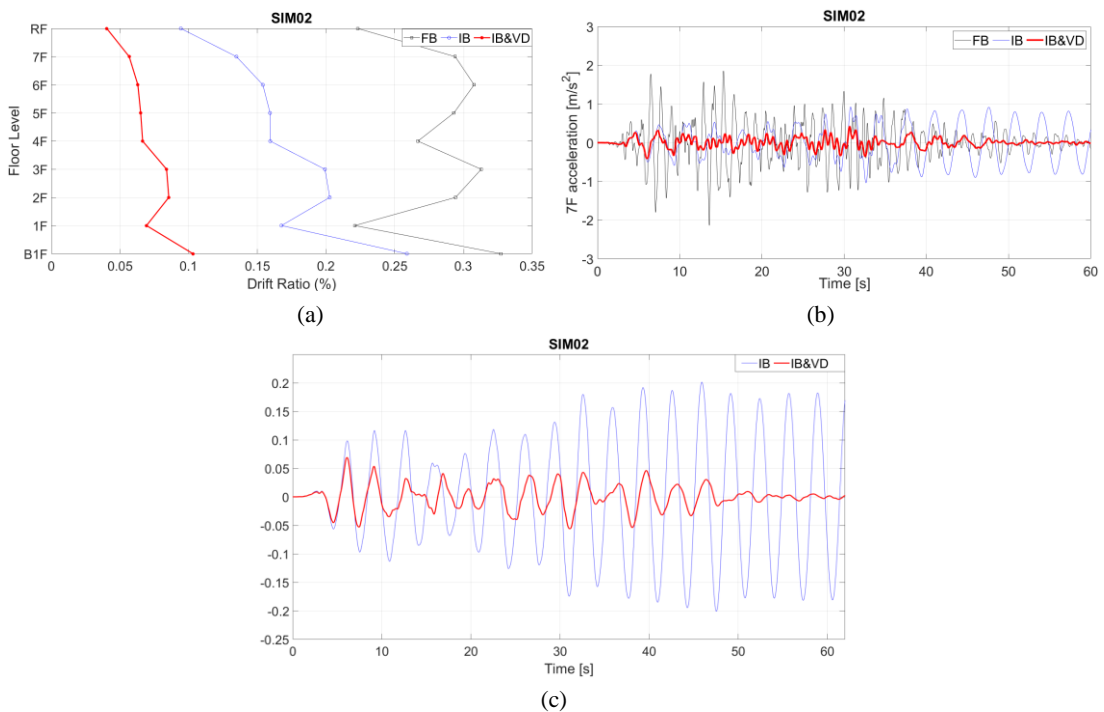 SIM02
FB IB IB&VD
RF
7F
6F
5F
4F
3F
2F
1F
B1F
Floor Level
0 0.05 0.1 0.15 0.2 0.25 0.3 0.35
Drift Ratio (%)
(a)
SIM02
FB IB IB&VD
3
2
1
0
-1
-2
-3
7F acceleration [m/s²]
0 10 20 30 40 50 60
Time [s]
(b)
SIM02
IB IB&VD
0.2
0.15
0.1
0.05
0
-0.05
-0.1
-0.15
-0.2
-0.25
0 10 20 30 40 50 60
Time [s]
(c)